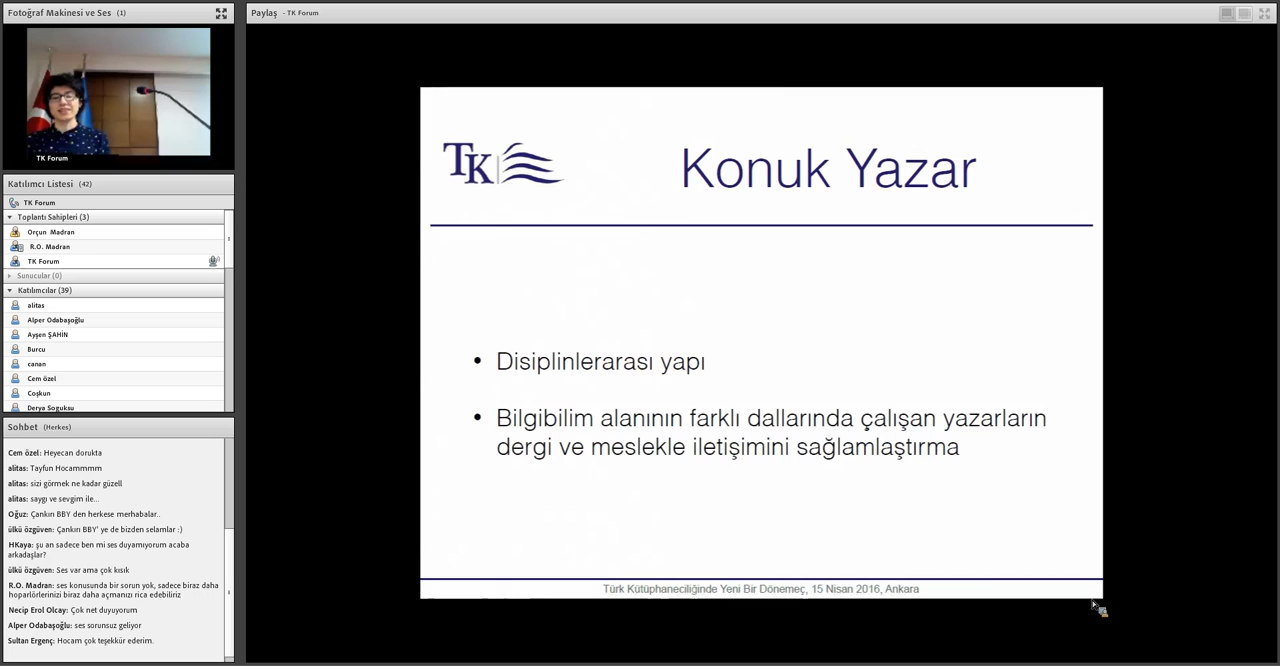 Fotoğraf Makinesi ve Ses (1)
TK Forum
Katılımcı Listesi (42)
TK Forum
Toplantı Sahipleri (3)
Orçun Madran
R.O. Madran
TK Forum
Sunucular (0)
Katılımcılar (39)
alitas
Alper Odabaşoğlu
Ayşen ŞAHİN
Burcu
canan
Cem özel
Coşkun
Derya Soguksu
Sohbet (Herkes)
Cem özel: Heyecan dorukta
alitas: Tayfun Hocammmm
alitas: sizi görmek ne kadar güzell
alitas: saygı ve sevgim ile...
Oğuz: Çankırı BBY den herkese merhabalar..
ülkü özgüven: Çankırı BBY' ye de bizden selamlar :)
HKaya: şu an sadece ben mi ses duyamıyorum acaba
arkadaşlar?
ülkü özgüven: Ses var ama çok kısık
R.O. Madran: ses konusunda bir sorun yok, sadece biraz daha
hoparlörlerinizi biraz daha açmanızı rica edebiliriz
Necip Erol Olcay: Çok net duyuyorum
Alper Odabaşoğlu: ses sorunsuz geliyor
Sultan Ergenç: Hocam çok teşekkür ederim.
Paylaş - TK Forum
TK
Konuk Yazar
• Disiplinlerarası yapı
• Bilgibilim alanının farklı dallarında çalışan yazarların
dergi ve meslekle iletişimini sağlamlaştırma
Türk Kütüphaneciliğinde Yeni Bir Dönemeç, 15 Nisan 2016, Ankara